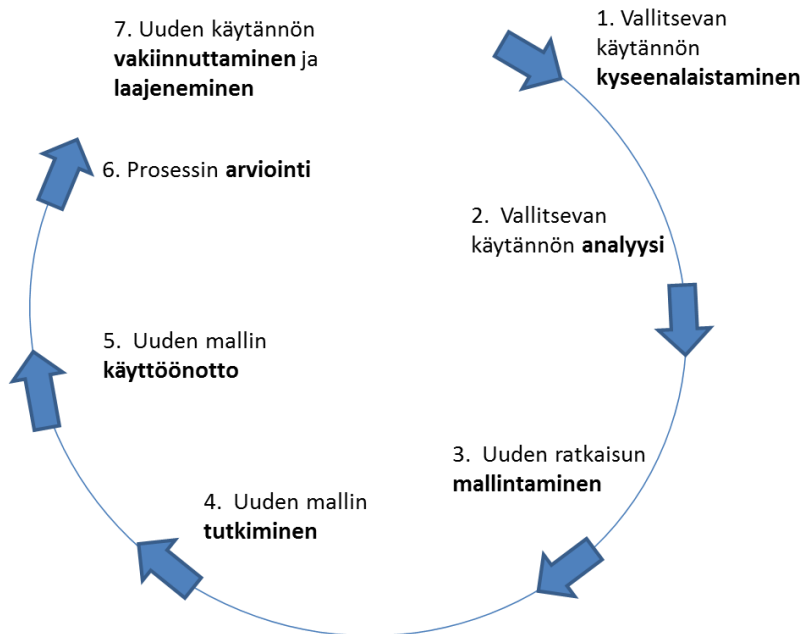 1. Vallitsevan
käytännön
kyseenalaistaminen
2. Vallitsevan
käytännön analyysi
3. Uuden ratkaisun
mallintaminen
4. Uuden mallin
tutkiminen
5. Uuden mallin
käyttöönotto
6. Prosessin arviointi
7. Uuden käytännön
vakiinnuttaminen ja
laajeneminen